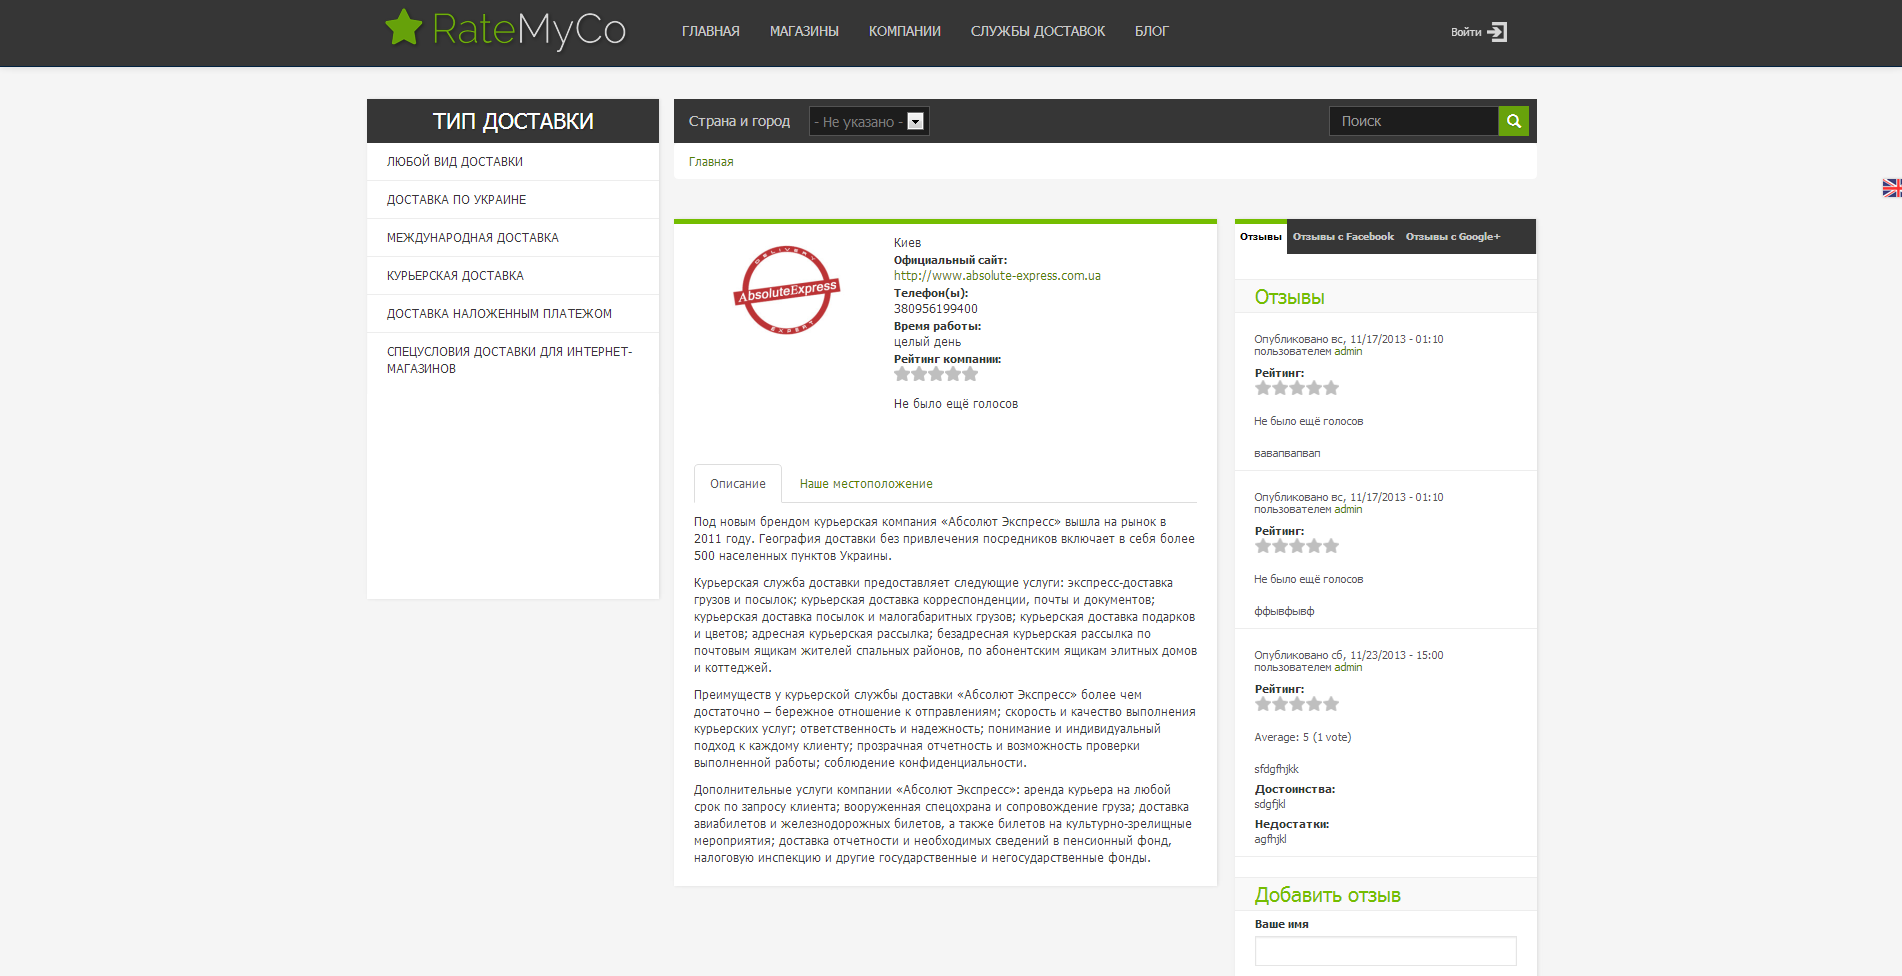 RateMyCo
ГЛАВНАЯ
МАГАЗИНЫ
КОМПАНИИ
СЛУЖБЫ ДОСТАВОК
БЛОГ
Войти
ТИП ДОСТАВКИ
ЛЮБОЙ ВИД ДОСТАВКИ
ДОСТАВКА ПО УКРАИНЕ
МЕЖДУНАРОДНАЯ ДОСТАВКА
КУРЬЕРСКАЯ ДОСТАВКА
ДОСТАВКА НАЛОЖЕННЫМ ПЛАТЕЖОМ
СПЕЦУСЛОВИЯ ДОСТАВКИ ДЛЯ ИНТЕРНЕТ-
МАГАЗИНОВ
Страна и город
- Не указано -
Поиск
Главная
DELIVERY
AbsoluteExpress
EXPERT
Киев
Официальный сайт:
http://www.absolute-express.com.ua
Телефон(ы):
380956199400
Время работы:
целый день
Рейтинг компании:
Не было ещё голосов
Описание
Наше местоположение
Под новым брендом курьерская компания «Абсолют Экспресс» вышла на рынок в
2011 году. География доставки без привлечения посредников включает в себя более
500 населенных пунктов Украины.
Курьерская служба доставки предоставляет следующие услуги: экспресс-доставка
грузов и посылок; курьерская доставка корреспонденции, почты и документов;
курьерская доставка посылок и малогабаритных грузов; курьерская доставка подарков
и цветов; адресная курьерская рассылка; безадресная курьерская рассылка по
почтовым ящикам жителей спальных районов, по абонентским ящикам элитных домов
и коттеджей.
Преимуществ у курьерской службы доставки «Абсолют Экспресс» более чем
достаточно – бережное отношение к отправлениям; скорость и качество выполнения
курьерских услуг; ответственность и надежность; понимание и индивидуальный
подход к каждому клиенту; прозрачная отчетность и возможность проверки
выполненной работы; соблюдение конфиденциальности.
Дополнительные услуги компании «Абсолют Экспресс»: аренда курьера на любой
срок по запросу клиента; вооруженная спецохрана и сопровождение груза; доставка
авиабилетов и железнодорожных билетов, а также билетов на культурно-зрелищные
мероприятия; доставка отчетности и необходимых сведений в пенсионный фонд,
налоговую инспекцию и другие государственные и негосударственные фонды.
Отзывы
Отзывы с Facebook
Отзывы с Google+
Отзывы
Опубликовано вс, 11/17/2013 - 01:10
пользователем admin
Рейтинг:
Не было ещё голосов
вавапвапвап
Опубликовано вс, 11/17/2013 - 01:10
пользователем admin
Рейтинг:
Не было ещё голосов
ффывфывф
Опубликовано сб, 11/23/2013 - 15:00
пользователем admin
Рейтинг:
Average: 5 (1 vote)
sfdgfhjkk
Достоинства:
sdgfjkl
Недостатки:
agfhjkl
Добавить отзыв
Ваше имя